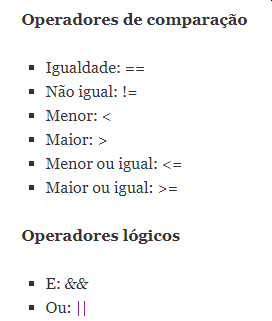 Operadores de comparação
Igualdade: ==
Não igual: !=
Menor: <
Maior: >
Menor ou igual: <=
Maior ou igual: >=
Operadores lógicos
E: &&
Ou: ||